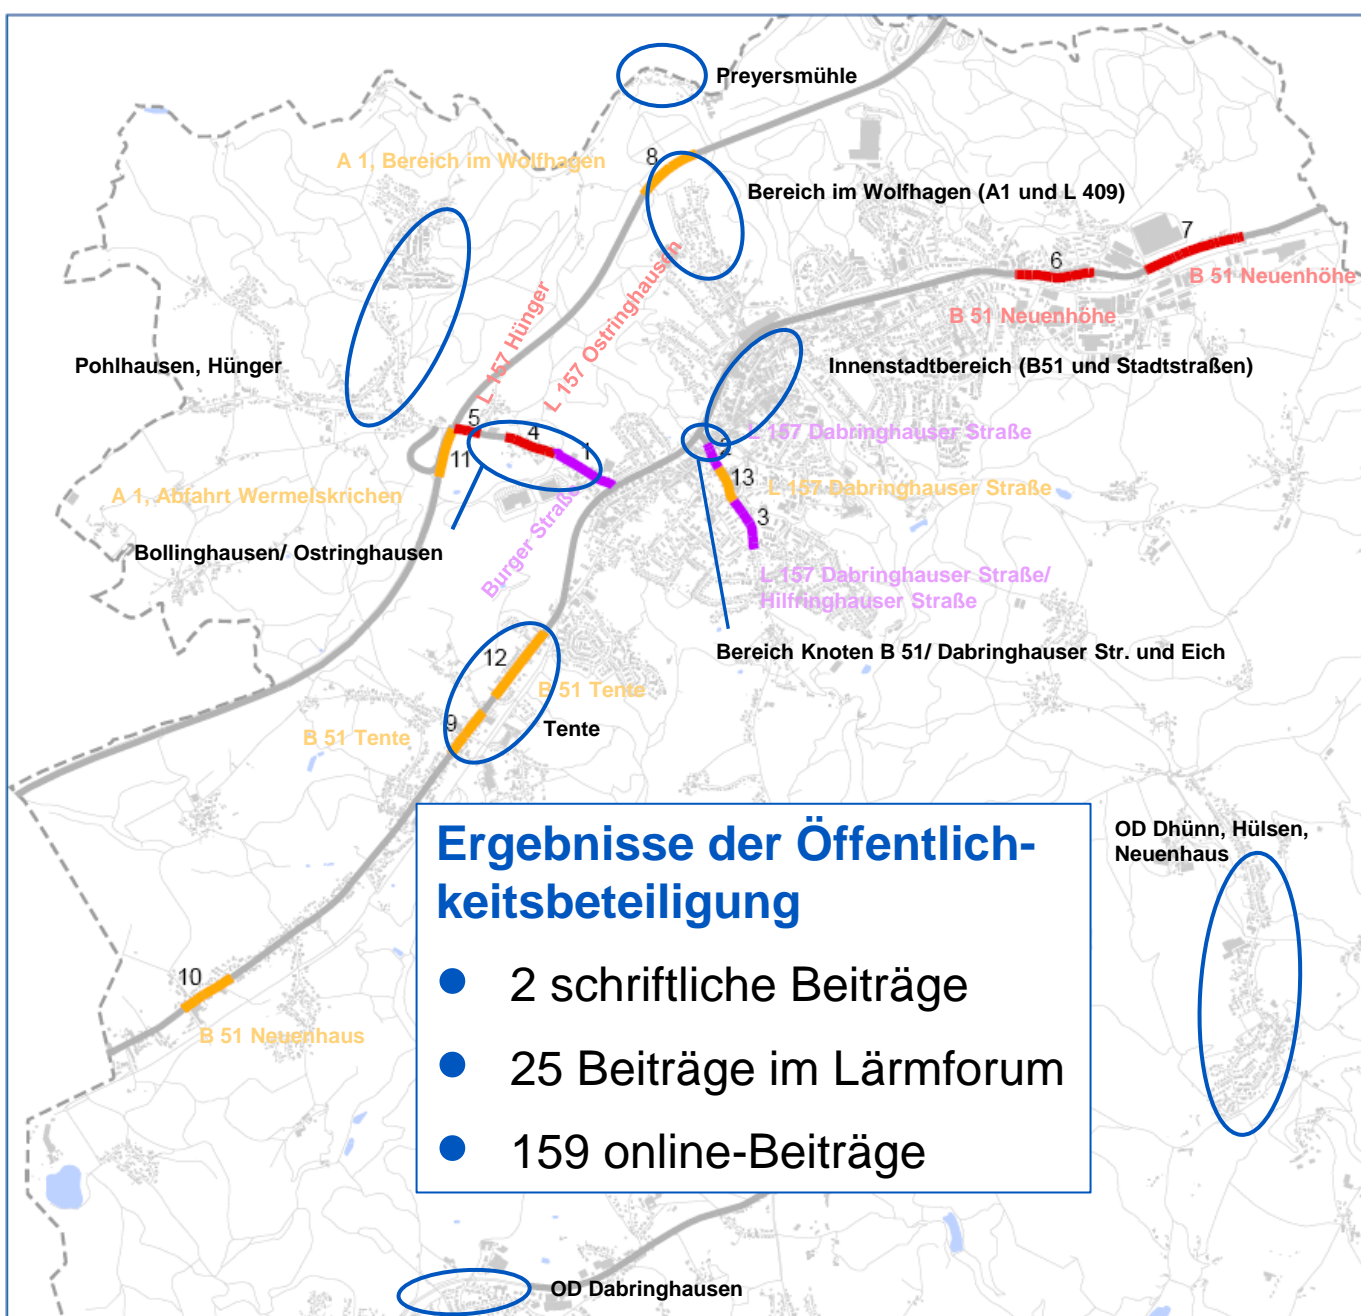 Preyersmühle
A 1, Bereich im Wolfhagen
8
Bereich im Wolfhagen (A1 und L 409)
7
6
B 51 Neuenhöhe
B 51 Neuenhöhe
L 157 Hünger
L 157 Ostringhausen
Pohlhausen, Hünger
Innenstadtbereich (B51 und Stadtstraßen)
5
4
1
11
L 157 Dabringhauser Straße
2
13
L 157 Dabringhauser Straße
3
A 1, Abfahrt Wermelskrichen
Burger Straße
Bollinghausen/ Ostringhausen
L 157 Dabringhauser Straße/
Hilfringhauser Straße
Bereich Knoten B 51/ Dabringhauser Str. und Eich
12
B 51 Tente
9
B 51 Tente
Tente
Ergebnisse der Öffentlich-
keitsbeteiligung
2 schriftliche Beiträge
25 Beiträge im Lärmforum
159 online-Beiträge
OD Dhünn, Hülsen,
Neuenhaus
10
B 51 Neuenhaus
OD Dabringhausen